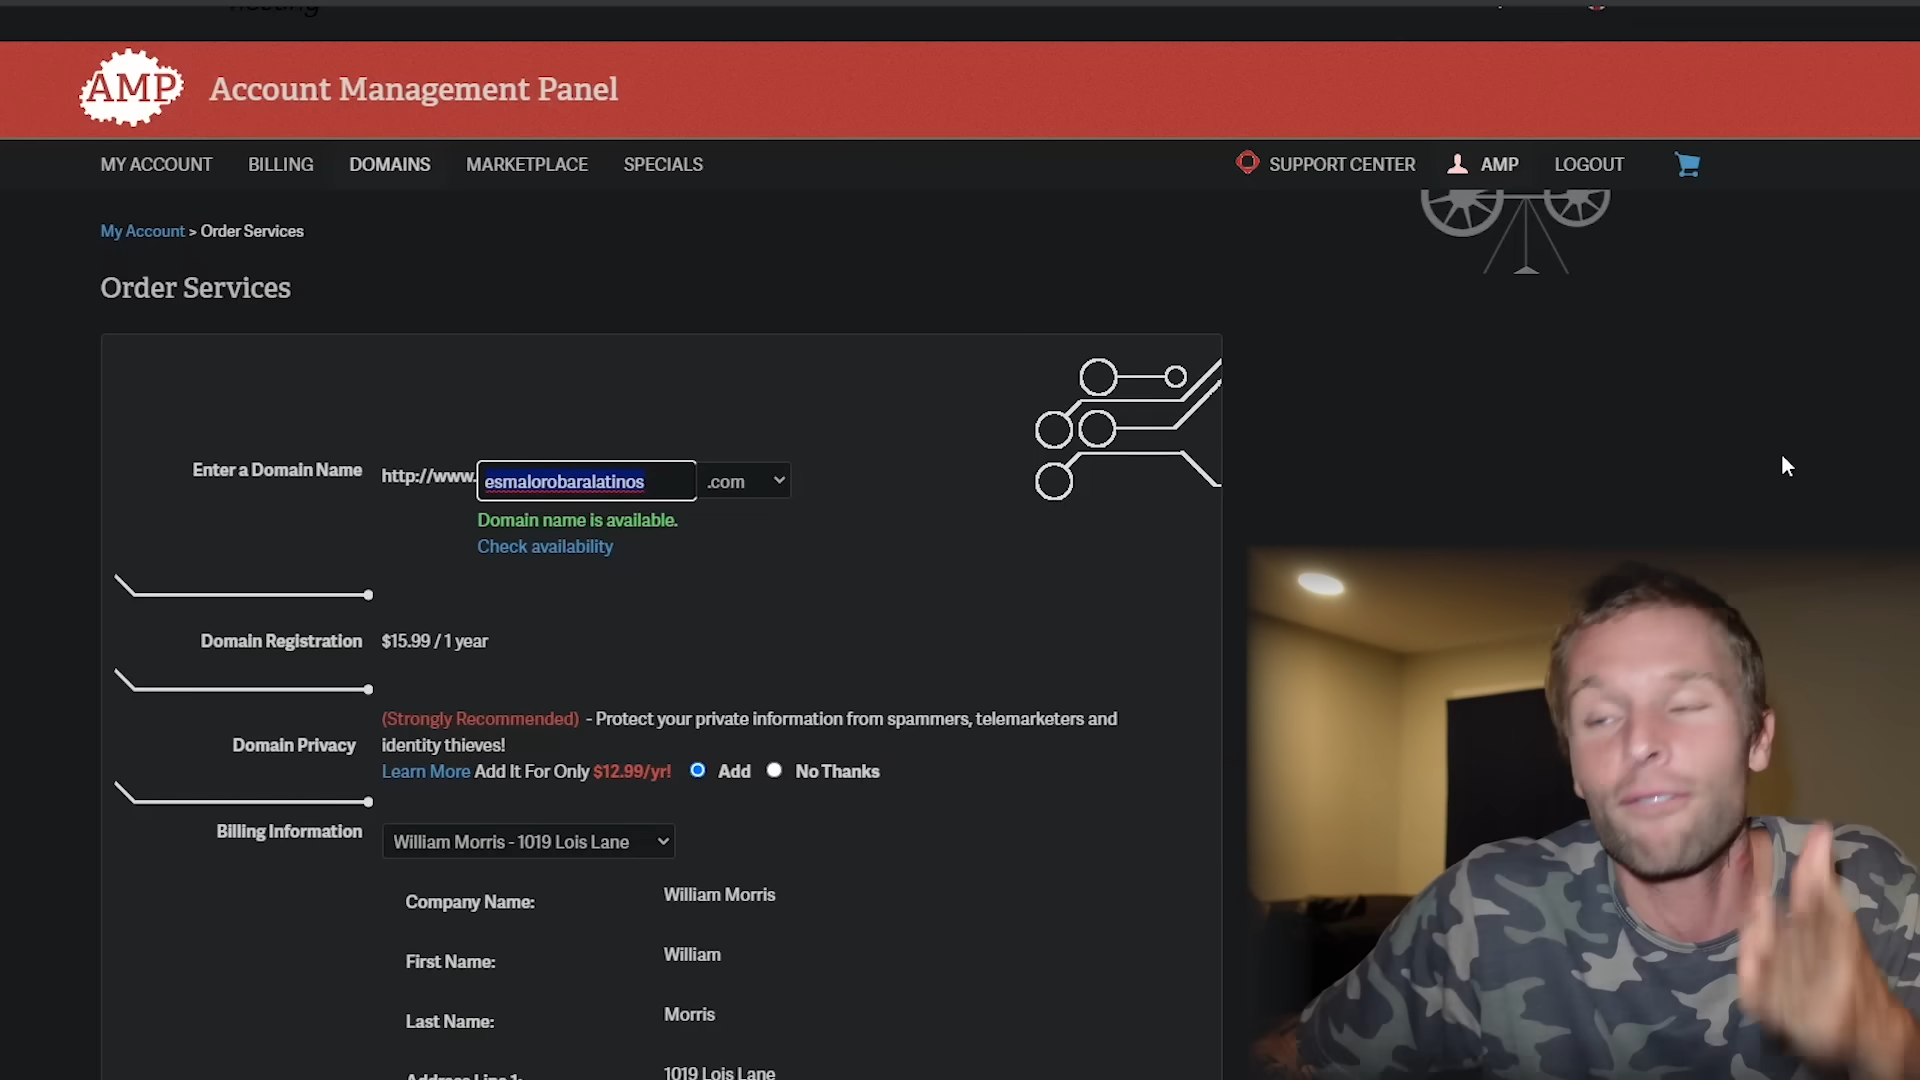 AMP
Account Management Panel
MY ACCOUNT
BILLING
DOMAINS
MARKETPLACE
SPECIALS
SUPPORT CENTER
AMP
LOGOUT
My Account > Order Services
Order Services
Enter a Domain Name
http://www.
esmalorobaralatinos
.com
Domain name is available.
Check availability
Domain Registration
$15.99 / 1 year
Domain Privacy
(Strongly Recommended) - Protect your private information from spammers, telemarketers and
identity thieves!
Learn More Add It For Only $12.99/yr! Add No Thanks
Billing Information
William Morris - 1019 Lois Lane
Company Name:
William Morris
First Name:
William
Last Name:
Morris
Address Line 1:
1019 Lois Lane